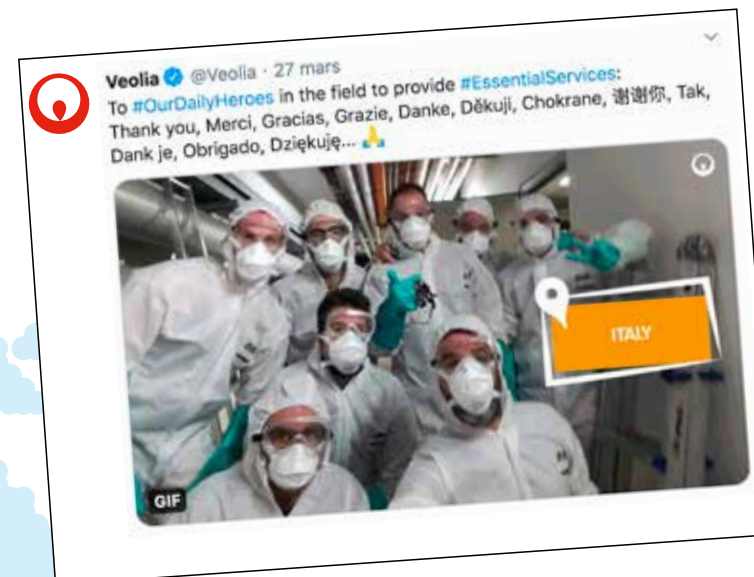 Veolia @Veolia · 27 mars
To #OurDailyHeroes in the field to provide #EssentialServices:
Thank you, Merci, Gracias, Grazie, Danke, Děkuji, Chokrane, 谢谢你, Tak,
Dank je, Obrigado, Dziękuję... 🙏
ITALY
GIF